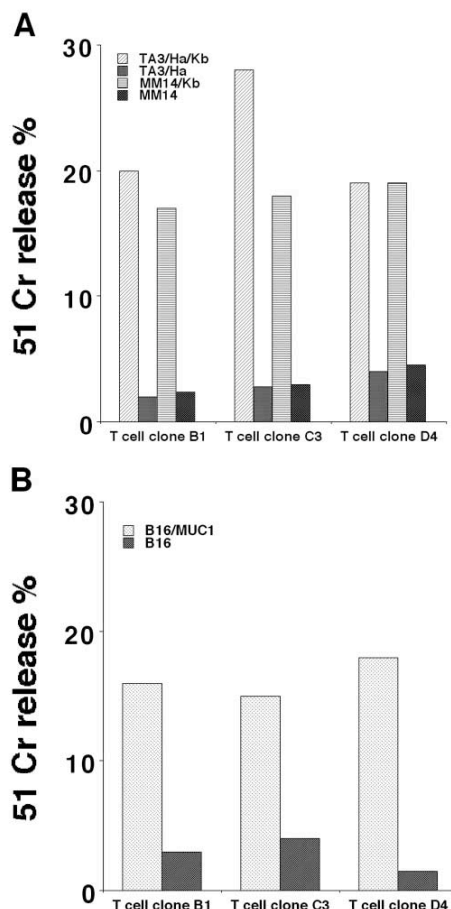 A
30
TA3/Ha/Kb
TA3/Ha
MM14/Kb
MM14
20
51 Cr release %
10
0
T cell clone B1 T cell clone C3 T cell clone D4
B
30
B16/MUC1
B16
20
51 Cr release %
10
0
T cell clone B1 T cell clone C3 T cell clone D4